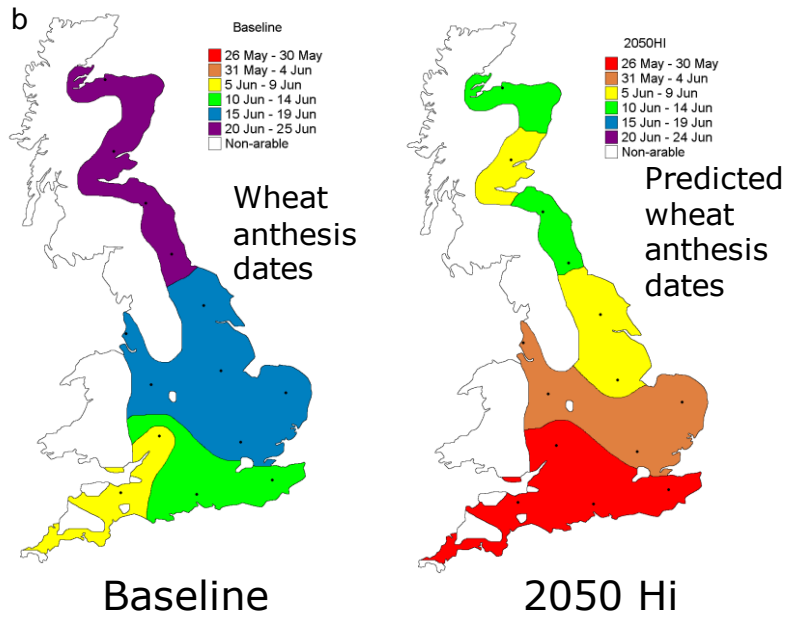 b
Baseline
26 May - 30 May
31 May - 4 Jun
5 Jun - 9 Jun
10 Jun - 14 Jun
15 Jun - 19 Jun
20 Jun - 25 Jun
Non-arable
Wheat
anthesis
dates
Baseline
2050HI
26 May - 30 May
31 May - 4 Jun
5 Jun - 9 Jun
10 Jun - 14 Jun
15 Jun - 19 Jun
20 Jun - 24 Jun
Non-arable
Predicted
wheat
anthesis
dates
2050 Hi